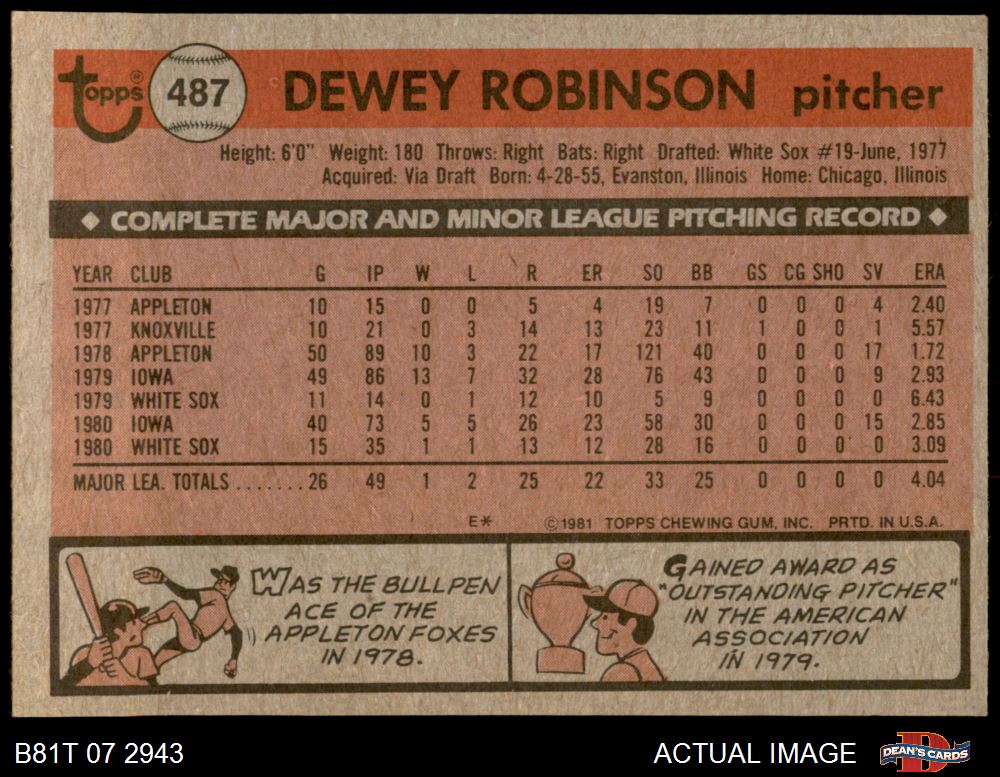 Topps® 487 DEWEY ROBINSON pitcher
Height: 6'0" Weight: 180 Throws: Right Bats: Right Drafted: White Sox #19-June, 1977
Acquired: Via Draft Born: 4-28-55, Evanston, Illinois Home: Chicago, Illinois
◆ COMPLETE MAJOR AND MINOR LEAGUE PITCHING RECORD ◆
YEAR CLUB G IP W L R ER SO BB GS CG SHO SV ERA
1977 APPLETON 10 15 0 0 5 4 19 7 0 0 0 4 2.40
1977 KNOXVILLE 10 21 0 3 14 13 23 11 1 0 0 1 5.57
1978 APPLETON 50 89 10 3 22 17 121 40 0 0 0 17 1.72
1979 IOWA 49 86 13 7 32 28 76 43 0 0 0 9 2.93
1979 WHITE SOX 11 14 0 1 12 10 5 9 0 0 0 0 6.43
1980 IOWA 40 73 5 5 26 23 58 30 0 0 0 15 2.85
1980 WHITE SOX 15 35 1 1 13 12 28 16 0 0 0 0 3.09
MAJOR LEA. TOTALS .......26 49 1 2 25 22 33 25 0 0 0 0 4.04
E* © 1981 TOPPS CHEWING GUM, INC. PRTD. IN U.S.A.
WAS THE BULLPEN
ACE OF THE
APPLETON FOXES
IN 1978.
GAINED AWARD AS
"OUTSTANDING PITCHER"
IN THE AMERICAN
ASSOCIATION
IN 1979.
B81T 07 2943 ACTUAL IMAGE DEAN'S CARDS